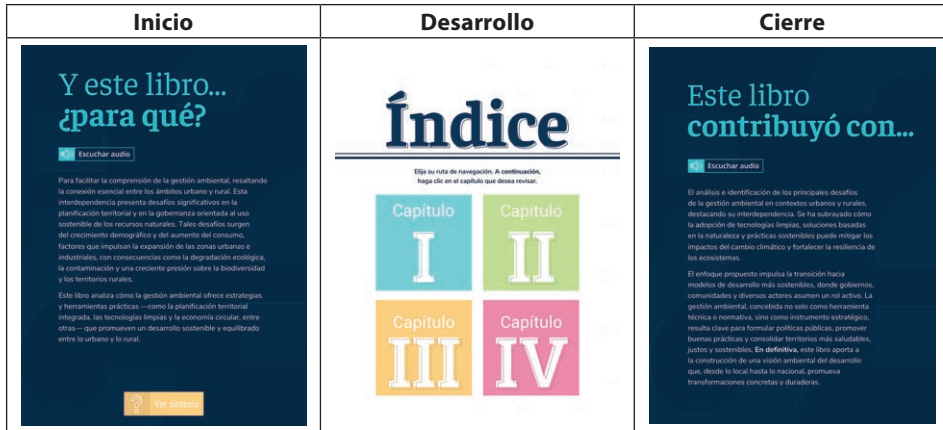 Inicio
Desarrollo
Cierre
Y este libro...
¿para qué?
Escuchar audio
Para facilitar la comprensión de la gestión ambiental, resaltando
la conexión esencial entre los ámbitos urbano y rural. Esta
interdependencia presenta desafíos significativos en la
planificación territorial y en la gobernanza orientada al uso
sostenible de los recursos naturales. Tales desafíos surgen
del crecimiento demográfico y del aumento del consumo,
factores que impulsan la expansión de las zonas urbanas e
industriales, con consecuencias como la degradación ecológica,
la contaminación y una creciente presión sobre la biodiversidad
y los territorios rurales.
Este libro analiza cómo la gestión ambiental ofrece estrategias
y herramientas prácticas —como la planificación territorial
integrada, las tecnologías limpias y la economía circular, entre
otras— que promueven un desarrollo sostenible y equilibrado
entre lo urbano y lo rural.
Ver síntesis
Índice
Elija su ruta de navegación. A continuación,
haga clic en el capítulo que desea revisar.
Capítulo
I
Capítulo
II
Capítulo
III
Capítulo
IV
Este libro
contribuyó con...
Escuchar audio
El análisis e identificación de los principales desafíos
de la gestión ambiental en contextos urbanos y rurales,
destacando su interdependencia. Se ha subrayado cómo
la adopción de tecnologías limpias, soluciones basadas
en la naturaleza y prácticas sostenibles puede mitigar los
impactos del cambio climático y fortalecer la resiliencia de
los ecosistemas.
El enfoque propuesto impulsa la transición hacia
modelos de desarrollo más sostenibles, donde gobiernos,
comunidades y diversos actores asumen un rol activo. La
gestión ambiental, concebida no solo como herramienta
técnica o normativa, sino como instrumento estratégico,
resulta clave para formular políticas públicas, promover
buenas prácticas y consolidar territorios más saludables,
justos y sostenibles. En definitiva, este libro aporta a
la construcción de una visión ambiental del desarrollo
que, desde lo local hasta lo nacional, promueva
transformaciones concretas y duraderas.